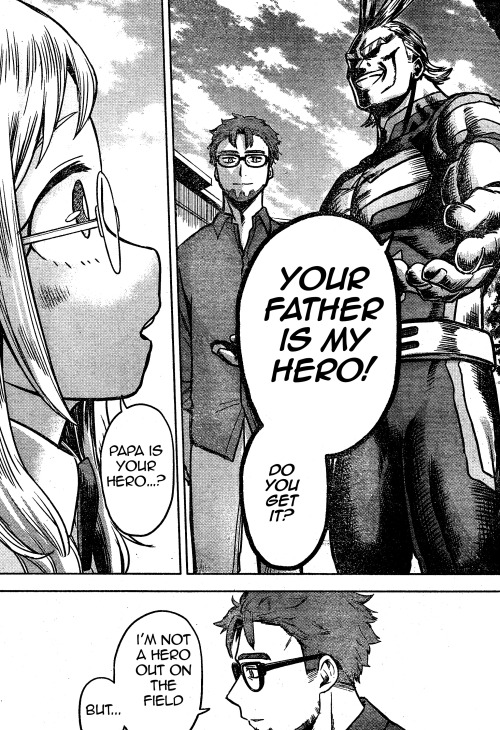 YOUR
FATHER
IS MY
HERO!
DO
YOU
GET
IT?
PAPA IS
YOUR
HERO...?
I'M NOT
A HERO
OUT ON
THE
FIELD
BUT...